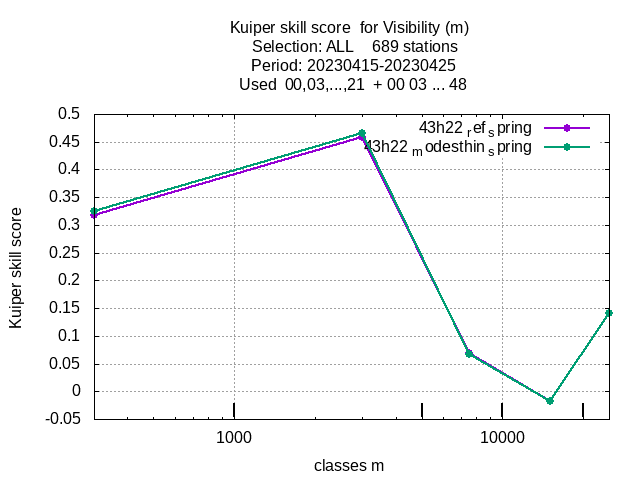 Kuiper skill score  for Visibility (m)
Selection: ALL    689 stations
Period: 20230415-20230425
Used  00,03,...,21  + 00 03 ... 48
43h22 ref spring
43h22 modesthin spring
0.5
0.45
0.4
0.35
0.3
0.25
0.2
0.15
0.1
0.05
0
-0.05
Kuiper skill score
1000 10000
classes m